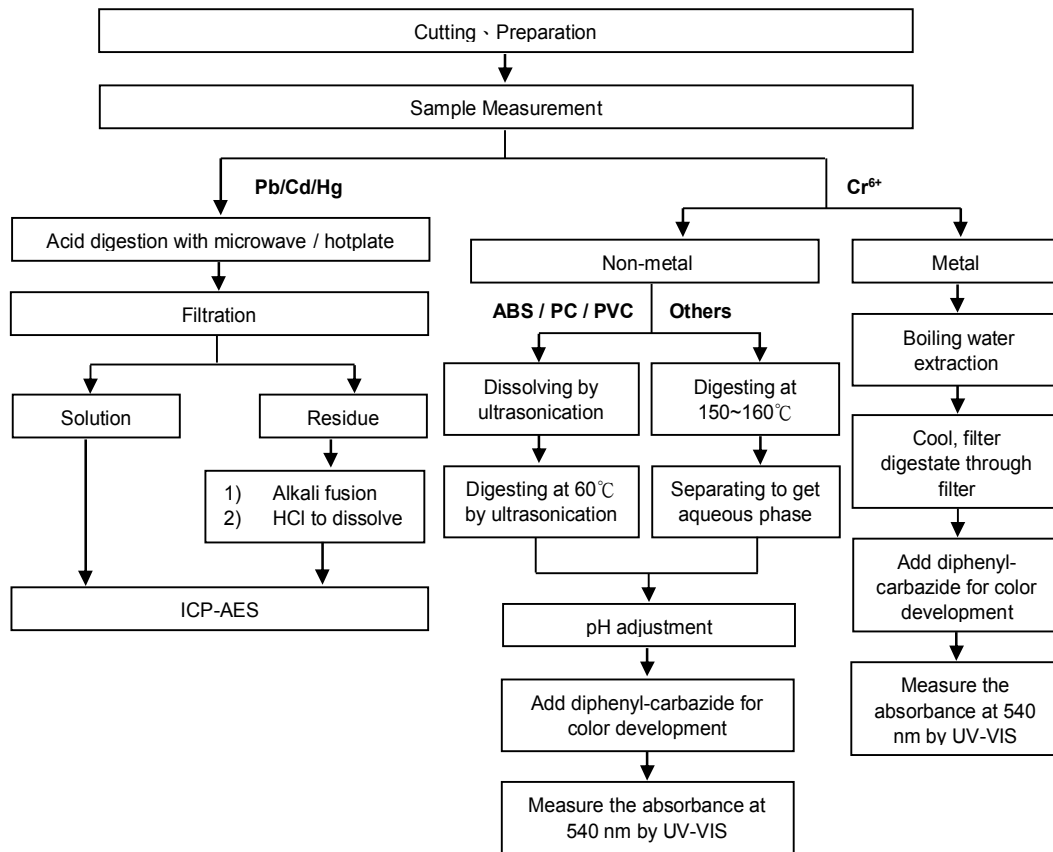 Cutting、Preparation
Sample Measurement
Pb/Cd/Hg
Acid digestion with microwave / hotplate
Filtration
Solution
Residue
1) Alkali fusion
2) HCl to dissolve
ICP-AES
Cr⁶⁺
Non-metal
ABS / PC / PVC
Dissolving by
ultrasonication
Digesting at 60℃
by ultrasonication
Others
Digesting at
150~160℃
Separating to get
aqueous phase
pH adjustment
Add diphenyl-carbazide for
color development
Measure the absorbance at
540 nm by UV-VIS
Metal
Boiling water
extraction
Cool, filter
digestate through
filter
Add diphenyl-
carbazide for color
development
Measure the
absorbance at 540
nm by UV-VIS